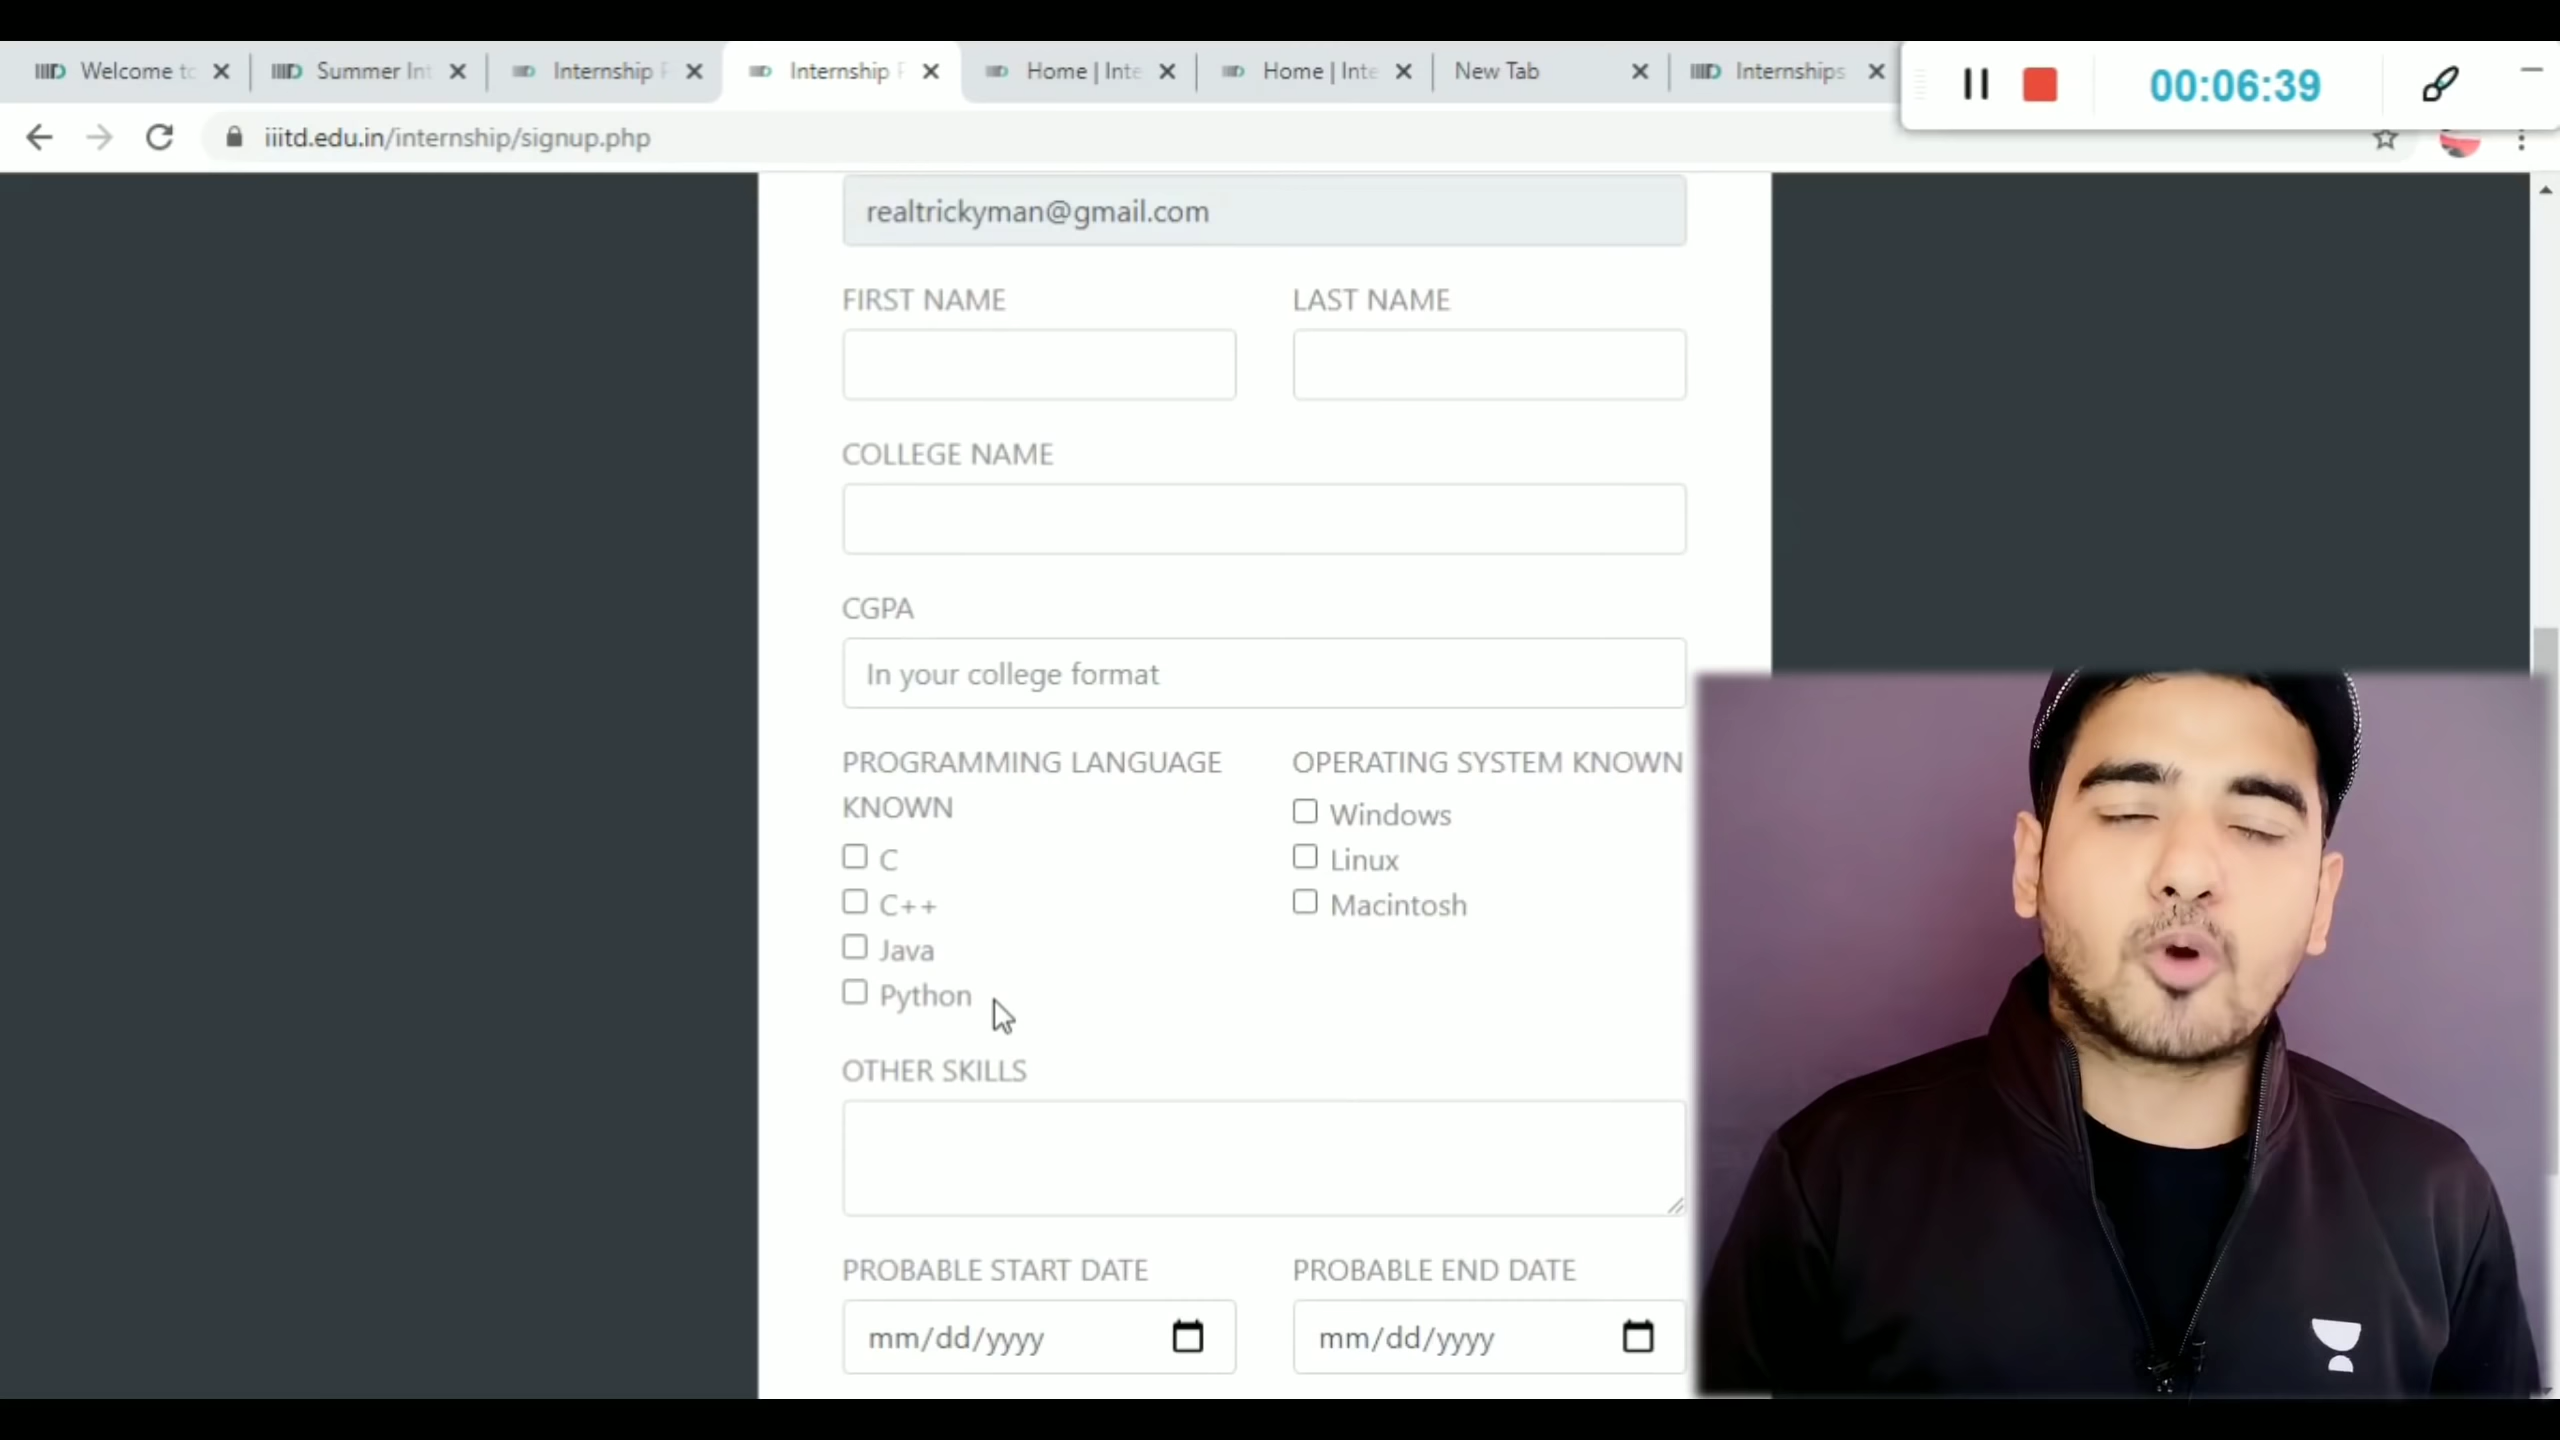 Welcome to
Summer Int
Internship F
Internship F
Home | Inte
Home | Inte
New Tab
Internships
00:06:39
iiitd.edu.in/internship/signup.php
realtrickyman@gmail.com
FIRST NAME
LAST NAME
COLLEGE NAME
CGPA
In your college format
PROGRAMMING LANGUAGE
KNOWN
C
C++
Java
Python
OPERATING SYSTEM KNOWN
Windows
Linux
Macintosh
OTHER SKILLS
PROBABLE START DATE
PROBABLE END DATE
mm/dd/yyyy
mm/dd/yyyy